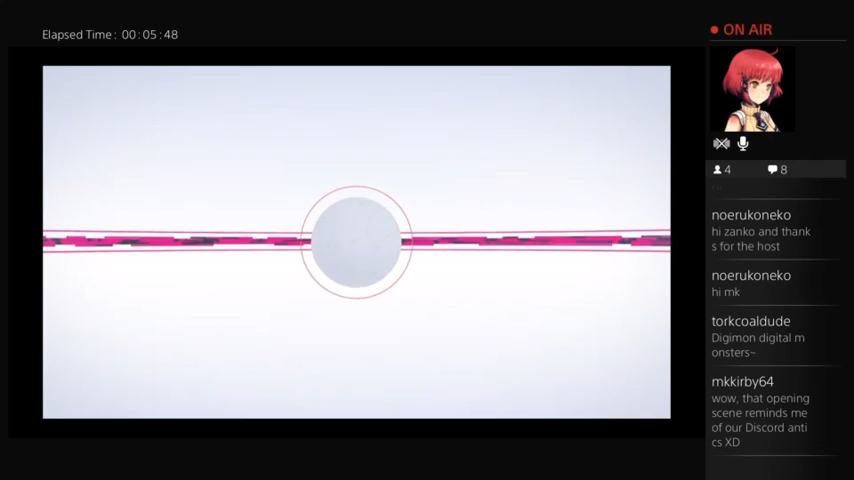 Elapsed Time: 00:05:48
ON AIR
4
8
noerukoneko
hi zanko and thank
s for the host
noerukoneko
hi mk
torkcoaldude
Digimon digital m
onsters~
mkkirby64
wow, that opening
scene reminds me
of our Discord anti
cs XD